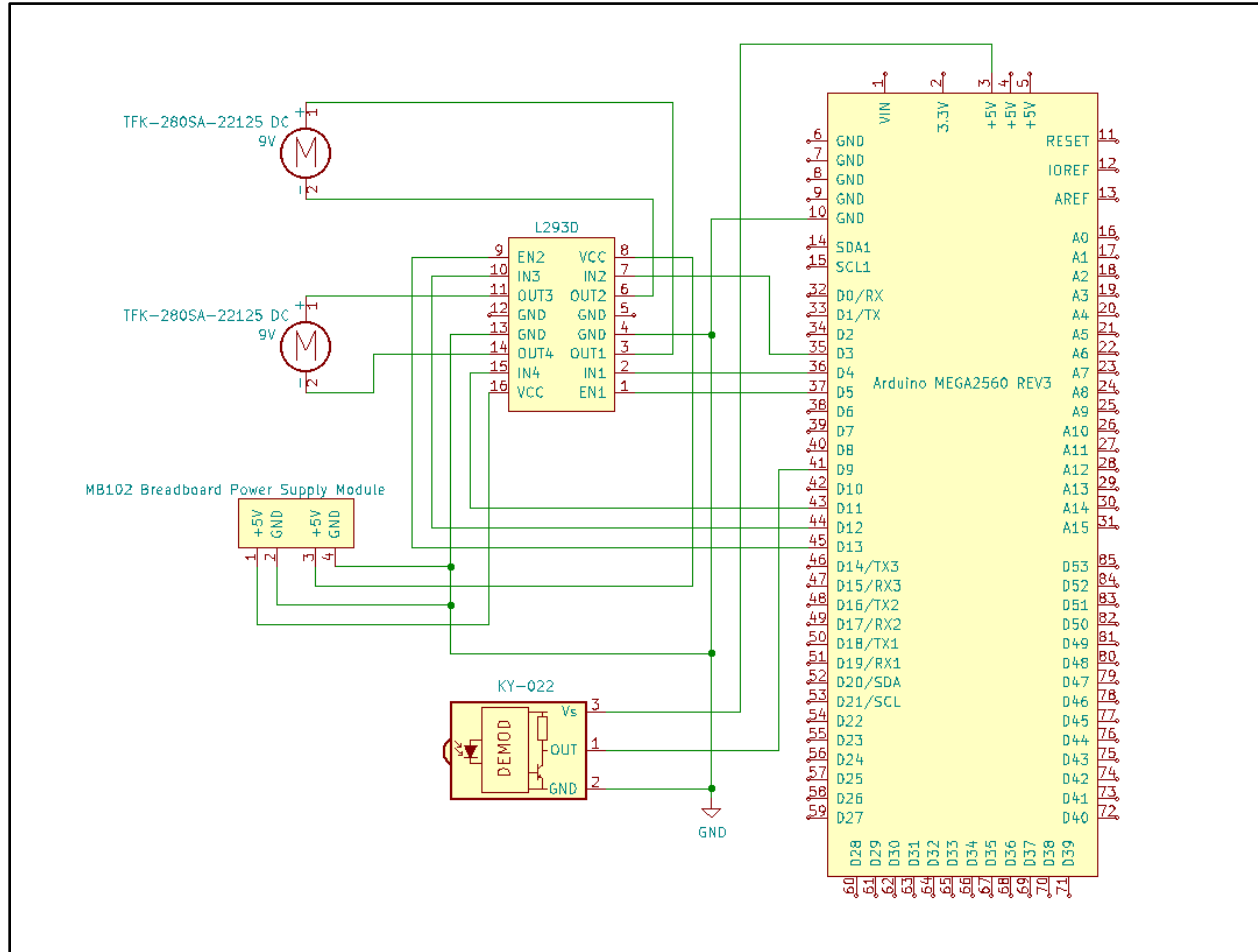 TFK-280SA-22125 DC
9V
+
1
M
-
2
TFK-280SA-22125 DC
9V
+
1
M
-
2
L293D
9 EN2 VCC 8
10 IN3 IN2 7
11 OUT3 OUT2 6
12 GND GND 5
13 GND GND 4
14 OUT4 OUT1 3
15 IN4 IN1 2
16 VCC EN1 1
MB102 Breadboard Power Supply Module
+5V GND +5V GND
1 2 3 4
KY-022
DEMOD
Vs 3
OUT 1
GND 2
GND
Arduino MEGA2560 REV3
1 2 3 4 5
VIN 3.3V +5V +5V +5V
6 GND
7 GND
8 GND
9 GND
10 GND
14 SDA1
15 SCL1
32 D0/RX
33 D1/TX
34 D2
35 D3
36 D4
37 D5
38 D6
39 D7
40 D8
41 D9
42 D10
43 D11
44 D12
45 D13
46 D14/TX3
47 D15/RX3
48 D16/TX2
49 D17/RX2
50 D18/TX1
51 D19/RX1
52 D20/SDA
53 D21/SCL
54 D22
55 D23
56 D24
57 D25
58 D26
59 D27
RESET 11
IOREF 12
AREF 13
A0 16
A1 17
A2 18
A3 19
A4 20
A5 21
A6 22
A7 23
A8 24
A9 25
A10 26
A11 27
A12 28
A13 29
A14 30
A15 31
D53 85
D52 84
D51 83
D50 82
D49 81
D48 80
D47 79
D46 78
D45 77
D44 76
D43 75
D42 74
D41 73
D40 72
D28 D29 D30 D31 D32 D33 D34 D35 D36 D37 D38 D39
60 61 62 63 64 65 66 67 68 69 70 71